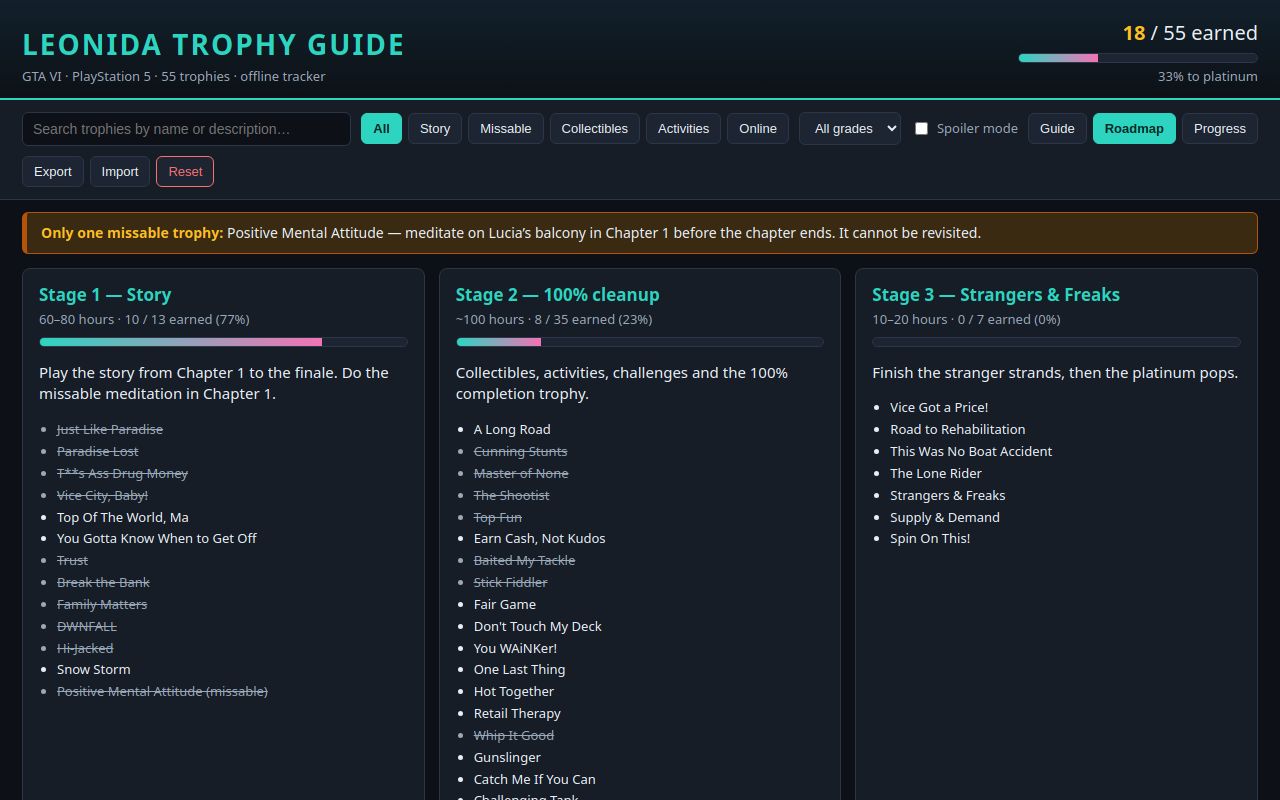 LEONIDA TROPHY GUIDE
GTA VI · PlayStation 5 · 55 trophies · offline tracker
18 / 55 earned
33% to platinum
Search trophies by name or description…
All
Story
Missable
Collectibles
Activities
Online
All grades
Spoiler mode
Guide
Roadmap
Progress
Export
Import
Reset
Only one missable trophy: Positive Mental Attitude — meditate on Lucia's balcony in Chapter 1 before the chapter ends. It cannot be revisited.
Stage 1 — Story
60–80 hours · 10 / 13 earned (77%)
Play the story from Chapter 1 to the finale. Do the
missable meditation in Chapter 1.
Just Like Paradise
Paradise Lost
T**s Ass Drug Money
Vice City, Baby!
Top Of The World, Ma
You Gotta Know When to Get Off
Trust
Break the Bank
Family Matters
DWNFALL
Hi-Jacked
Snow Storm
Positive Mental Attitude (missable)
Stage 2 — 100% cleanup
~100 hours · 8 / 35 earned (23%)
Collectibles, activities, challenges and the 100%
completion trophy.
A Long Road
Cunning Stunts
Master of None
The Shootist
Top Fun
Earn Cash, Not Kudos
Baited My Tackle
Stick Fiddler
Fair Game
Don't Touch My Deck
You WAiNKer!
One Last Thing
Hot Together
Retail Therapy
Whip It Good
Gunslinger
Catch Me If You Can
Challenging Tank
Stage 3 — Strangers & Freaks
10–20 hours · 0 / 7 earned (0%)
Finish the stranger strands, then the platinum pops.
Vice Got a Price!
Road to Rehabilitation
This Was No Boat Accident
The Lone Rider
Strangers & Freaks
Supply & Demand
Spin On This!